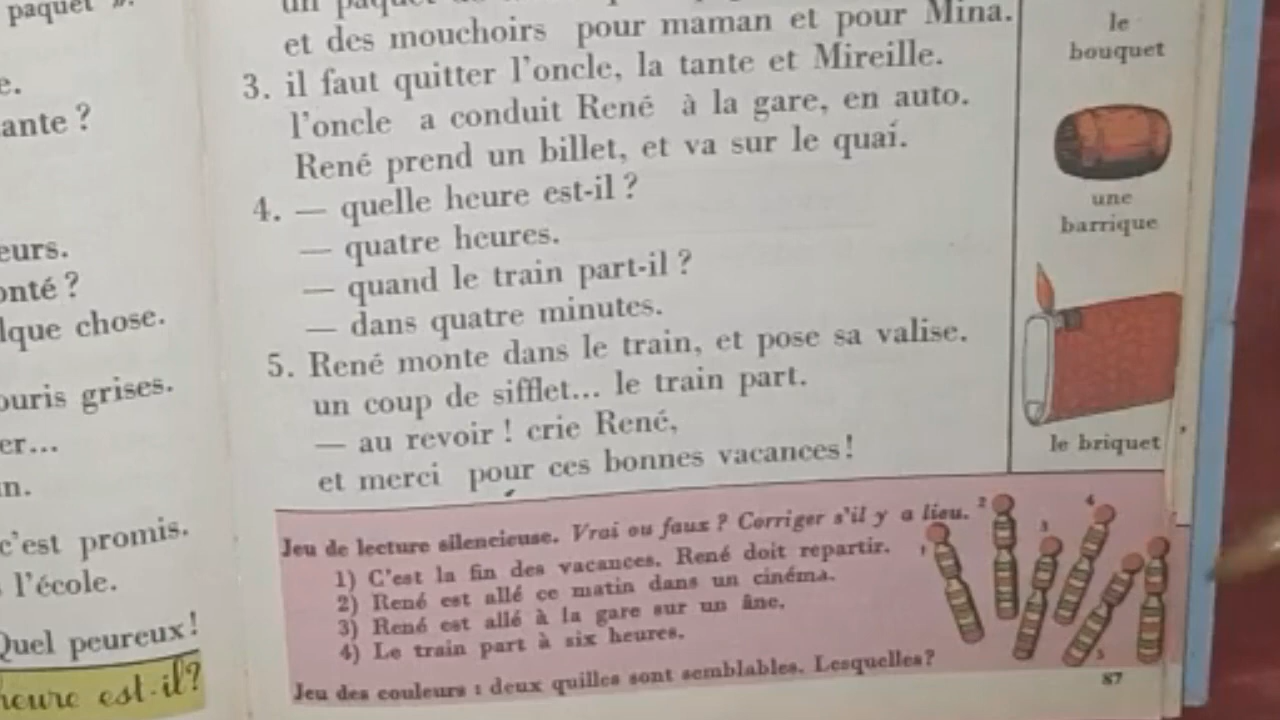 paquet ».
e.
ante ?
eurs.
onté ?
lque chose.
ouris grises.
er...
n.
c'est promis.
l'école.
Quel peureux !
heure est-il?
un paquet
et des mouchoirs pour maman et pour Mina.
3. il faut quitter l'oncle, la tante et Mireille.
l'oncle a conduit René à la gare, en auto.
René prend un billet, et va sur le quai.
4. — quelle heure est-il ?
— quatre heures.
— quand le train part-il ?
— dans quatre minutes.
5. René monte dans le train, et pose sa valise.
un coup de sifflet... le train part.
— au revoir ! crie René,
et merci pour ces bonnes vacances !
le
bouquet
une
barrique
le briquet
Jeu de lecture silencieuse. Vrai ou faux ? Corriger s'il y a lieu.
1) C'est la fin des vacances. René doit repartir.
2) René est allé ce matin dans un cinéma.
3) René est allé à la gare sur un âne.
4) Le train part à six heures.
Jeu des couleurs : deux quilles sont semblables. Lesquelles ?
1
2
3
4
5
87